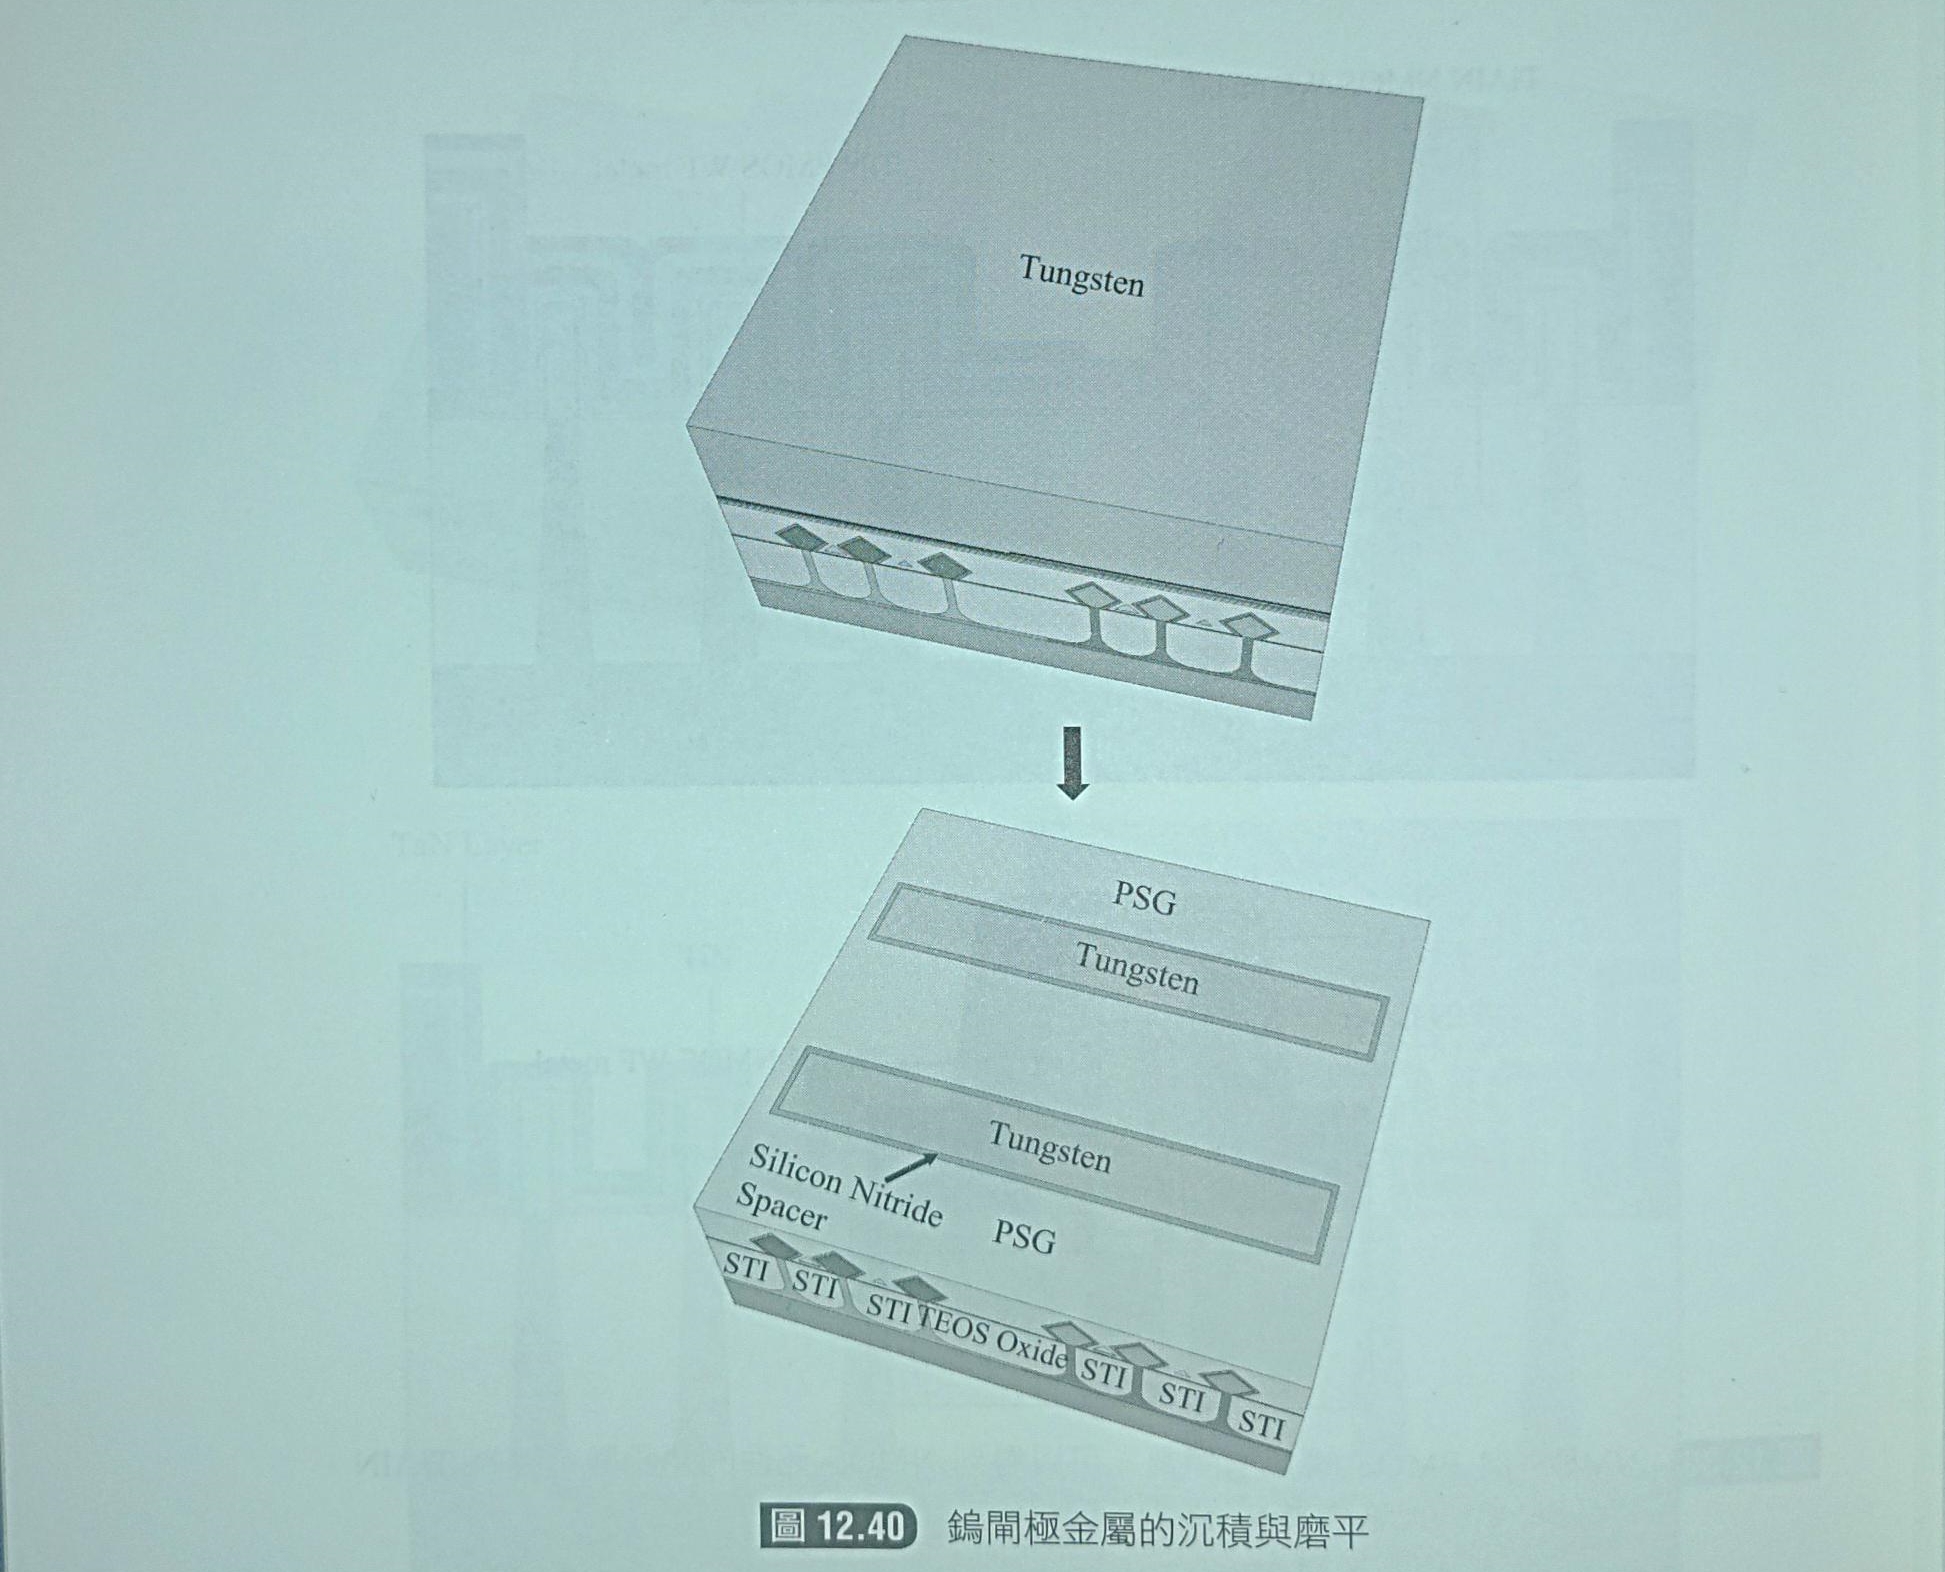 Tungsten
PSG
Tungsten
Tungsten
Silicon Nitride
Spacer
PSG
STI
STI
STI
TEOS Oxide
STI
STI
STI
圖 12.40 鎢閘極金屬的沉積與磨平